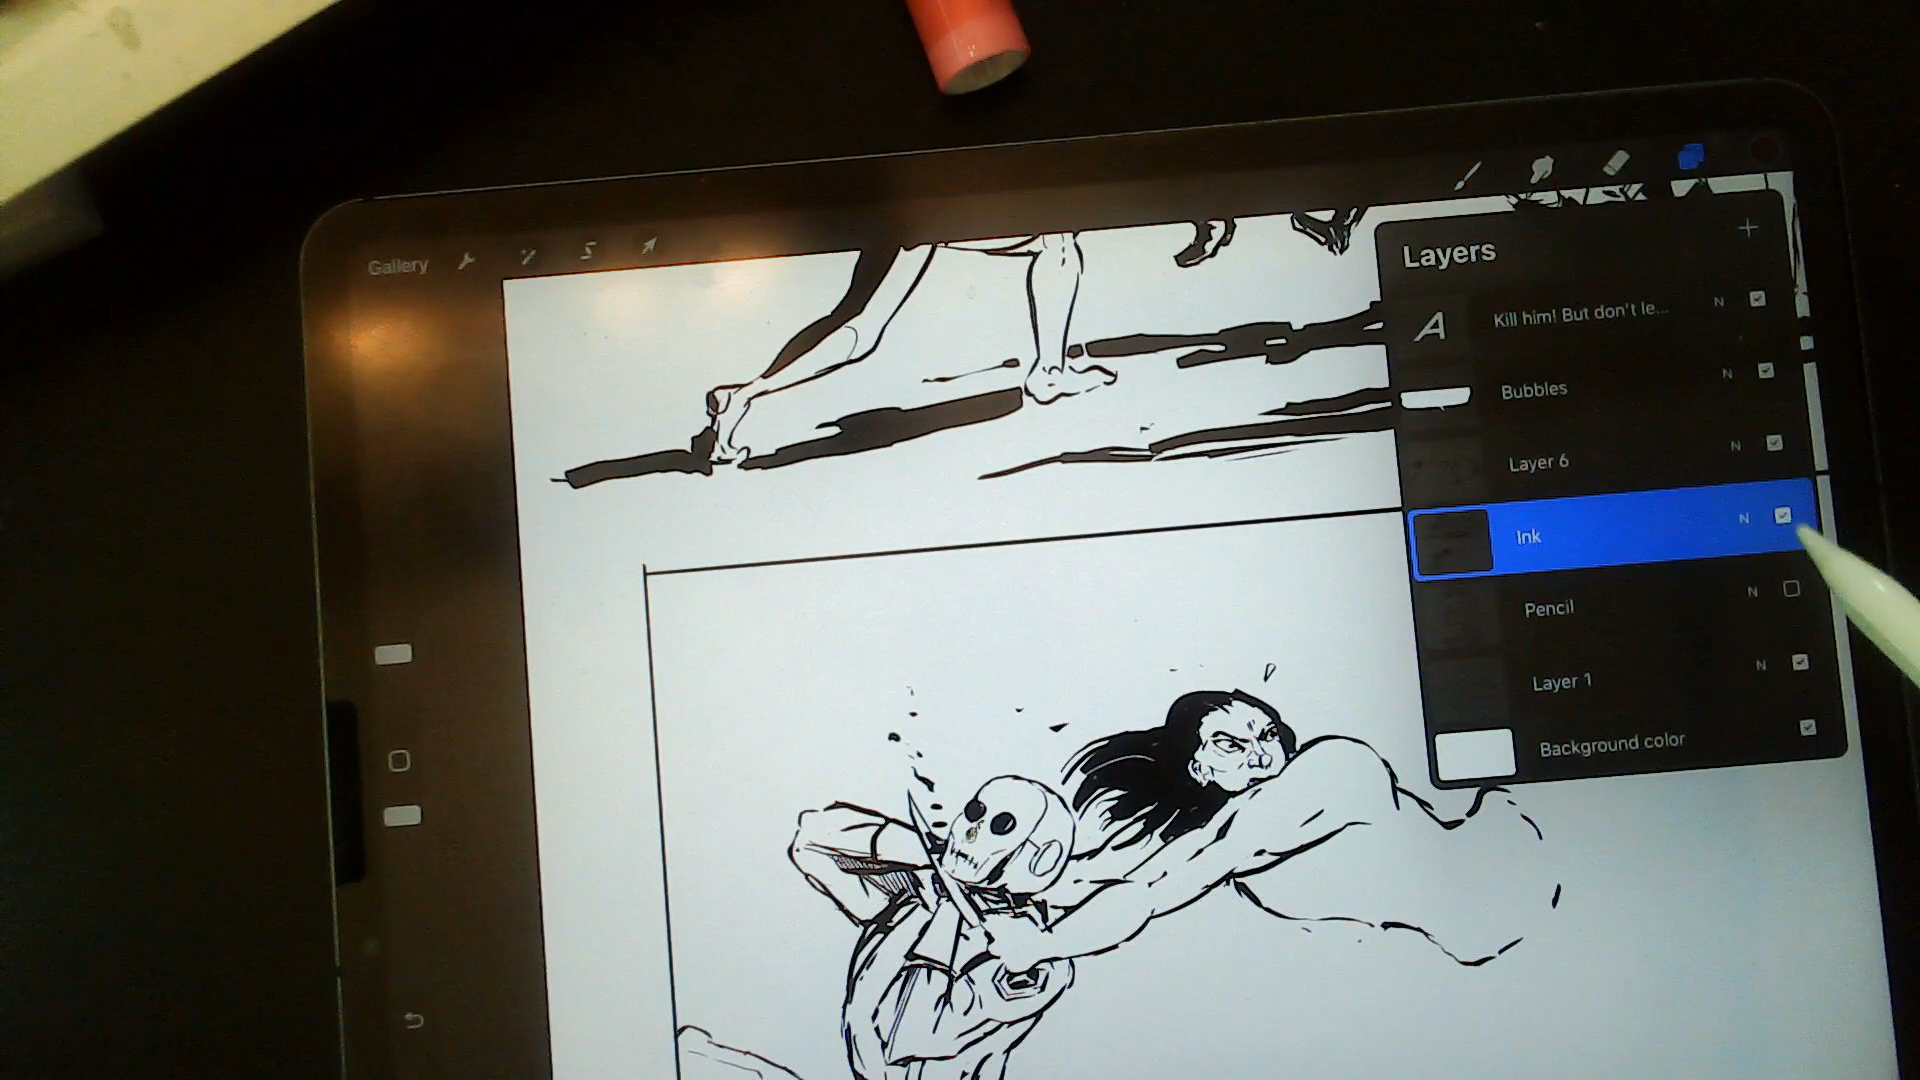 Gallery
Layers
Kill him! But don't le... N
Bubbles N
Layer 6 N
Ink N
Pencil N
Layer 1 N
Background color